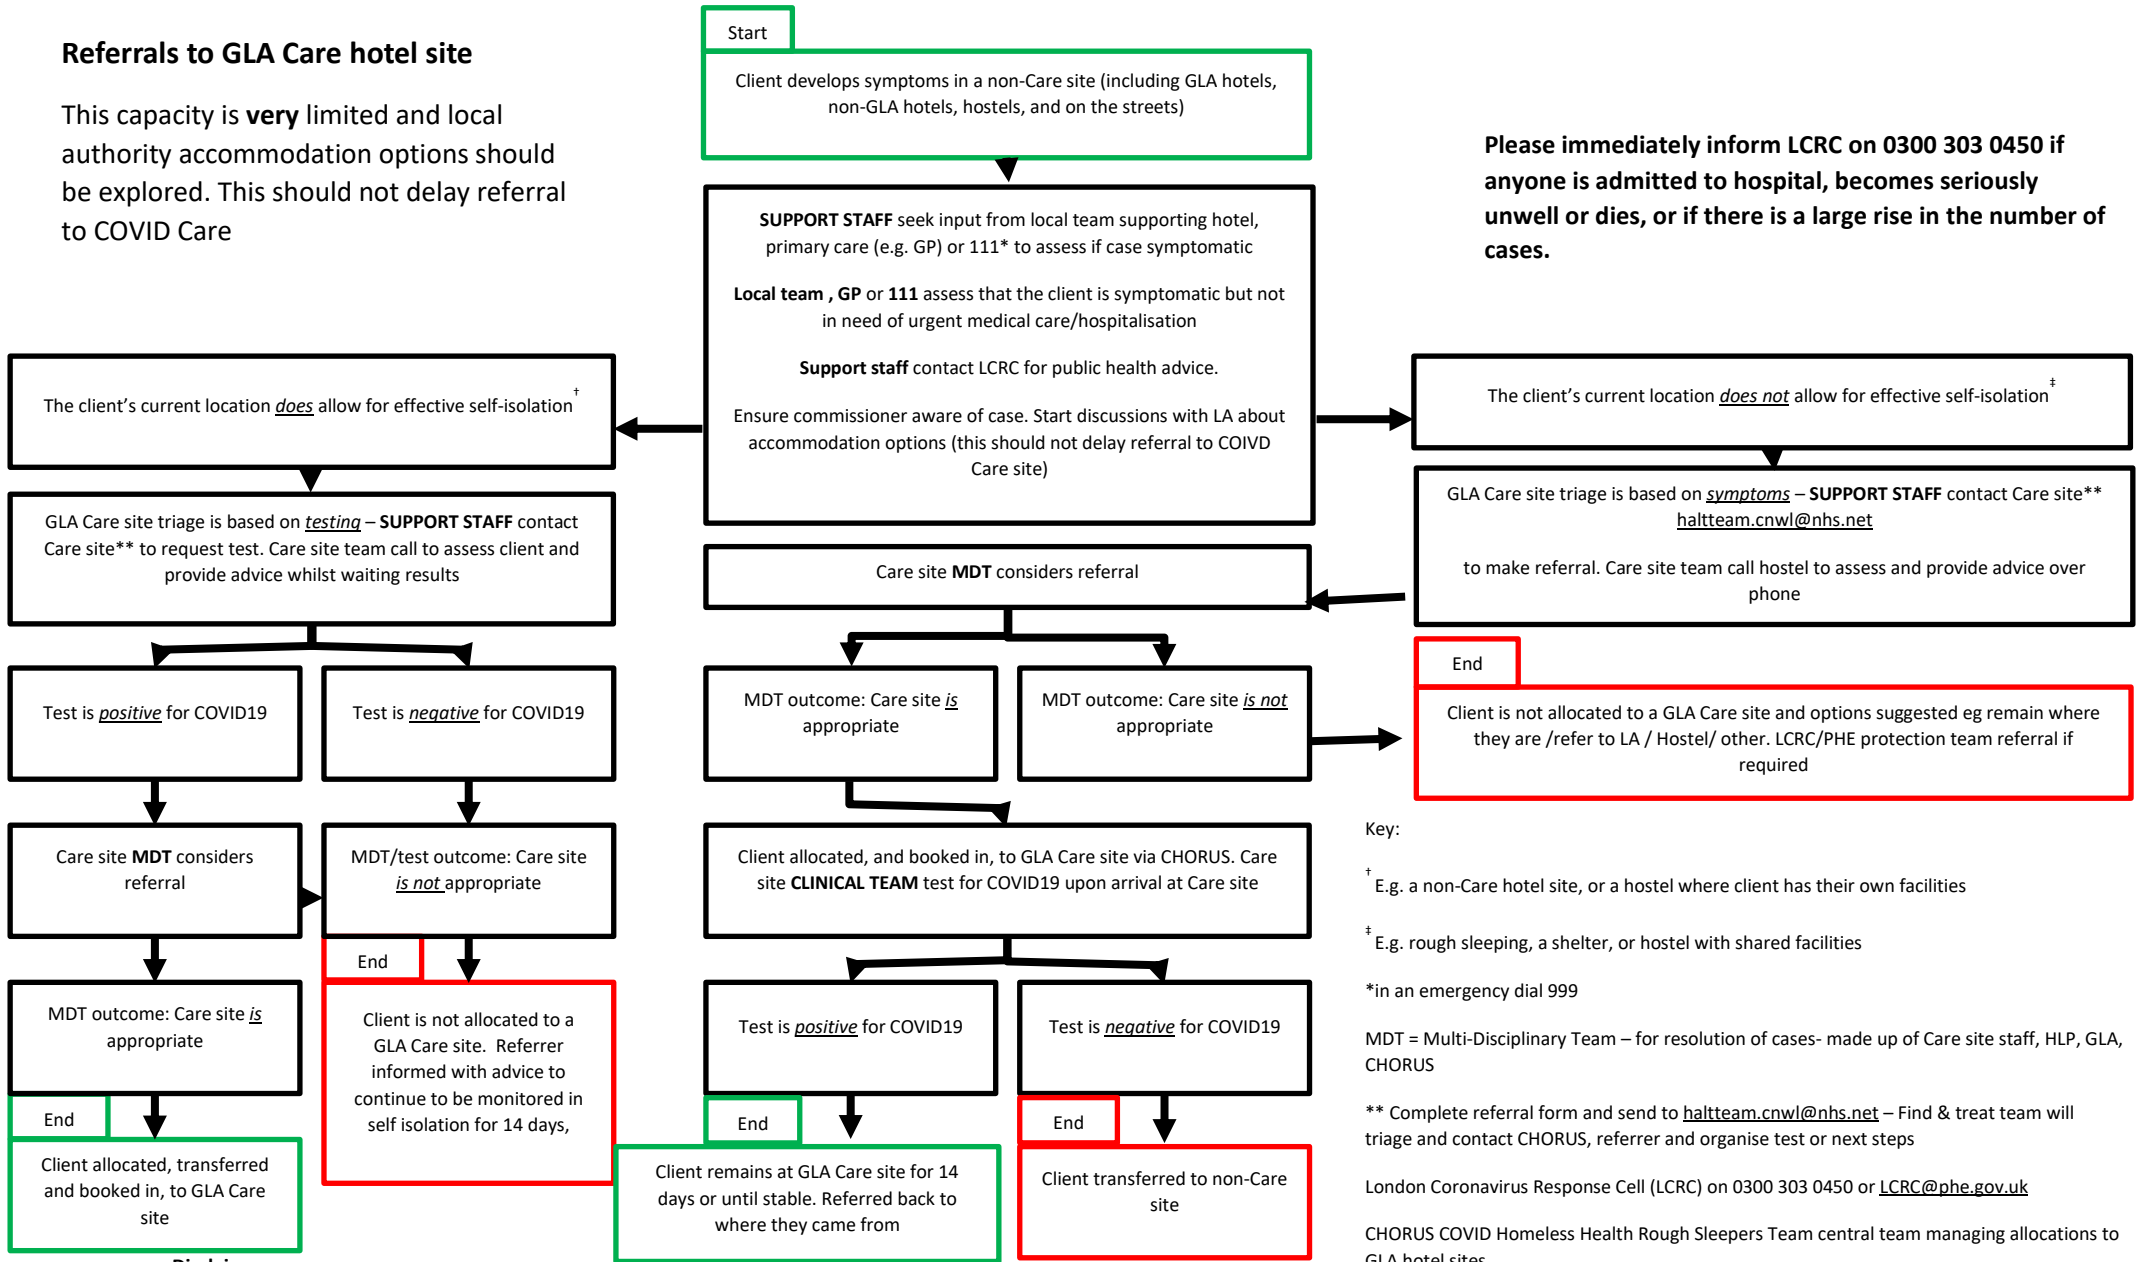 Referrals to GLA Care hotel site
This capacity is very limited and local
authority accommodation options should
be explored. This should not delay referral
to COVID Care
Start
Client develops symptoms in a non-Care site (including GLA hotels,
non-GLA hotels, hostels, and on the streets)
Please immediately inform LCRC on 0300 303 0450 if
anyone is admitted to hospital, becomes seriously
unwell or dies, or if there is a large rise in the number of
cases.
SUPPORT STAFF seek input from local team supporting hotel,
primary care (e.g. GP) or 111* to assess if case symptomatic
Local team , GP or 111 assess that the client is symptomatic but not
in need of urgent medical care/hospitalisation
Support staff contact LCRC for public health advice.
Ensure commissioner aware of case. Start discussions with LA about
accommodation options (this should not delay referral to COIVD
Care site)
The client's current location does allow for effective self-isolation†
GLA Care site triage is based on testing – SUPPORT STAFF contact
Care site** to request test. Care site team call to assess client and
provide advice whilst waiting results
Test is positive for COVID19
Test is negative for COVID19
Care site MDT considers
referral
MDT/test outcome: Care site
is not appropriate
MDT outcome: Care site is
appropriate
End
Client is not allocated to a
GLA Care site. Referrer
informed with advice to
continue to be monitored in
self isolation for 14 days,
End
Client allocated, transferred
and booked in, to GLA Care
site
The client's current location does not allow for effective self-isolation‡
GLA Care site triage is based on symptoms – SUPPORT STAFF contact Care site**
haltteam.cnwl@nhs.net
to make referral. Care site team call hostel to assess and provide advice over
phone
Care site MDT considers referral
MDT outcome: Care site is
appropriate
MDT outcome: Care site is not
appropriate
End
Client is not allocated to a GLA Care site and options suggested eg remain where
they are /refer to LA / Hostel/ other. LCRC/PHE protection team referral if
required
Client allocated, and booked in, to GLA Care site via CHORUS. Care
site CLINICAL TEAM test for COVID19 upon arrival at Care site
Test is positive for COVID19
Test is negative for COVID19
End
Client remains at GLA Care site for 14
days or until stable. Referred back to
where they came from
End
Client transferred to non-Care
site
Key:
† E.g. a non-Care hotel site, or a hostel where client has their own facilities
‡ E.g. rough sleeping, a shelter, or hostel with shared facilities
*in an emergency dial 999
MDT = Multi-Disciplinary Team – for resolution of cases- made up of Care site staff, HLP, GLA,
CHORUS
** Complete referral form and send to haltteam.cnwl@nhs.net – Find & treat team will
triage and contact CHORUS, referrer and organise test or next steps
London Coronavirus Response Cell (LCRC) on 0300 303 0450 or LCRC@phe.gov.uk
CHORUS COVID Homeless Health Rough Sleepers Team central team managing allocations to
GLA hotel sites